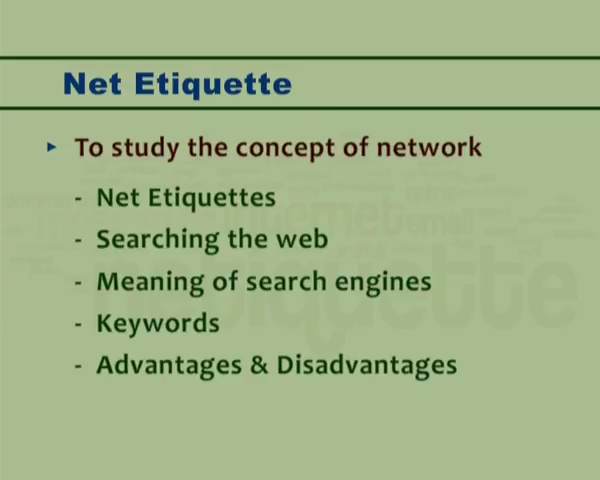 Net Etiquette
▸ To study the concept of network
- Net Etiquettes
- Searching the web
- Meaning of search engines
- Keywords
- Advantages & Disadvantages